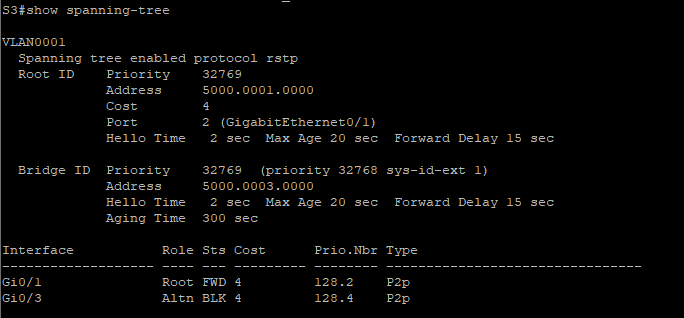 S3#show spanning-tree
VLAN0001
  Spanning tree enabled protocol rstp
  Root ID    Priority    32769
             Address     5000.0001.0000
             Cost        4
             Port        2 (GigabitEthernet0/1)
             Hello Time   2 sec  Max Age 20 sec  Forward Delay 15 sec
  Bridge ID  Priority    32769  (priority 32768 sys-id-ext 1)
             Address     5000.0003.0000
             Hello Time   2 sec  Max Age 20 sec  Forward Delay 15 sec
             Aging Time  300 sec
Interface           Role Sts Cost      Prio.Nbr Type
------------------- ---- --- --------- -------- --------------------------------
Gi0/1               Root FWD 4         128.2    P2p
Gi0/3               Altn BLK 4         128.4    P2p